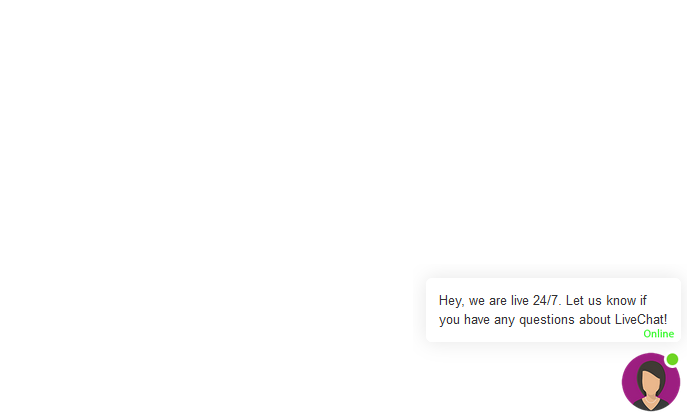 Hey, we are live 24/7. Let us know if
you have any questions about LiveChat!
Online